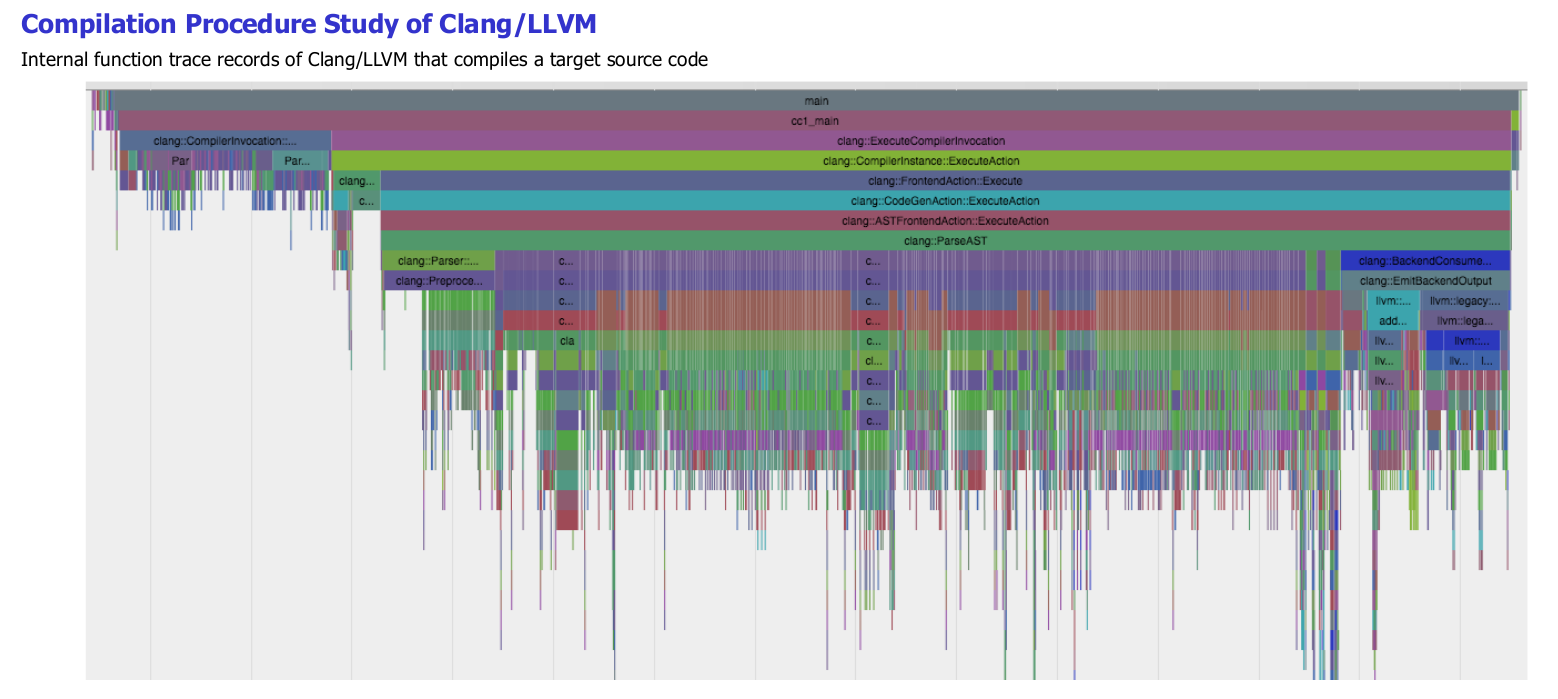 Compilation Procedure Study of Clang/LLVM
Internal function trace records of Clang/LLVM that compiles a target source code
main
cc1_main
clang::CompilerInvocation::... clang::ExecuteCompilerInvocation
Par Par... clang::CompilerInstance::ExecuteAction
clang... clang::FrontendAction::Execute
c... clang::CodeGenAction::ExecuteAction
clang::ASTFrontendAction::ExecuteAction
clang::ParseAST
clang::Parser::... c... c... clang::BackendConsume...
clang::Preproce... c... c... clang::EmitBackendOutput
c... c... llvm::... llvm::legacy:...
c... c... add... llvm::lega...
cla c... llv... llvm::...
cl... llv... llv... l...
c... llv...
c...
c...